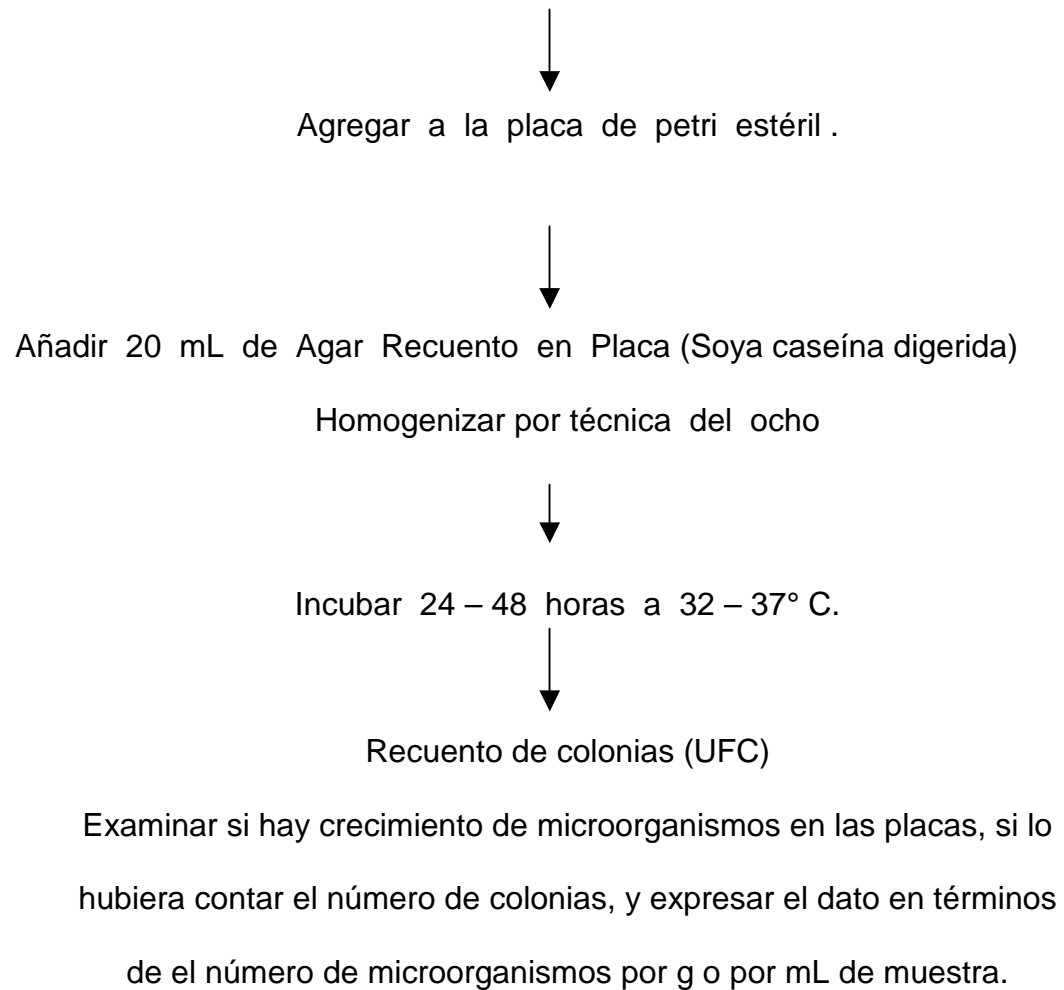 Agregar a la placa de petri estéril .
Añadir 20 mL de Agar Recuento en Placa (Soya caseína digerida)
Homogenizar por técnica del ocho
Incubar 24 – 48 horas a 32 – 37° C.
Recuento de colonias (UFC)
Examinar si hay crecimiento de microorganismos en las placas, si lo
hubiera contar el número de colonias, y expresar el dato en términos
de el número de microorganismos por g o por mL de muestra.